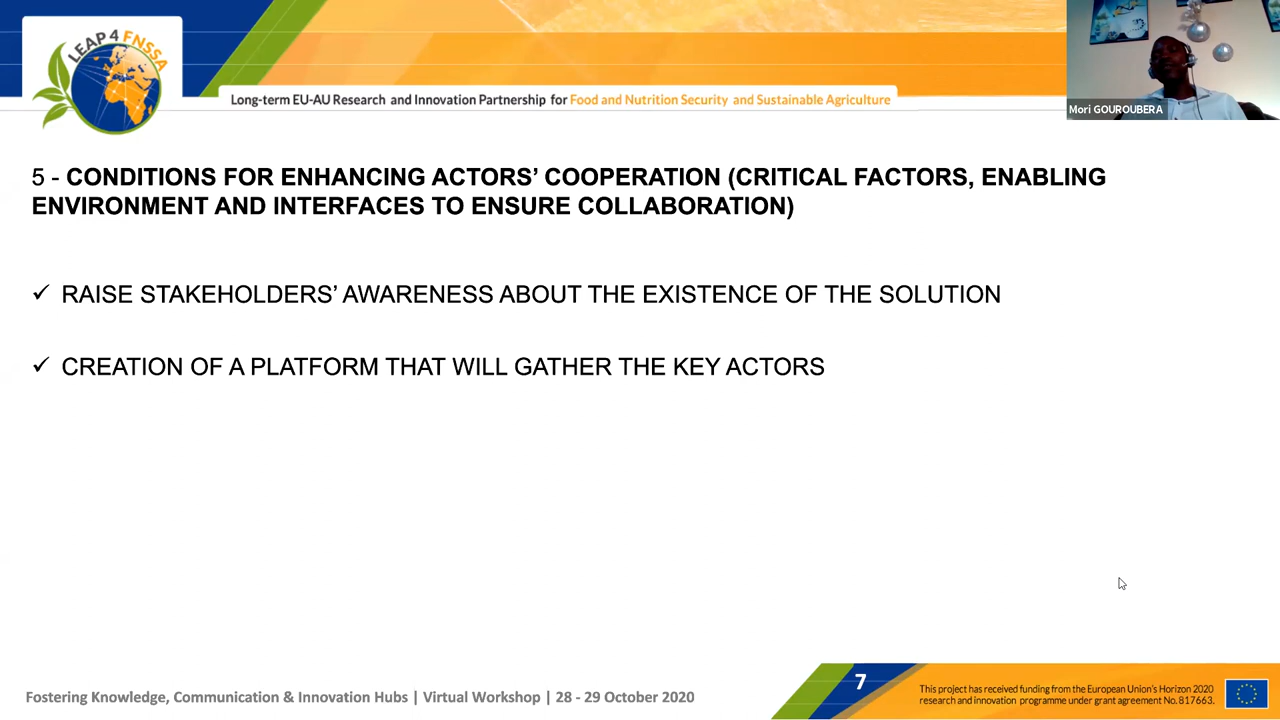 LEAP 4 FNSSA
Long-term EU-AU Research and Innovation Partnership for Food and Nutrition Security and Sustainable Agriculture
Mori GOUROUBERA
5 - CONDITIONS FOR ENHANCING ACTORS’ COOPERATION (CRITICAL FACTORS, ENABLING
ENVIRONMENT AND INTERFACES TO ENSURE COLLABORATION)
✓ RAISE STAKEHOLDERS’ AWARENESS ABOUT THE EXISTENCE OF THE SOLUTION
✓ CREATION OF A PLATFORM THAT WILL GATHER THE KEY ACTORS
Fostering Knowledge, Communication & Innovation Hubs | Virtual Workshop | 28 - 29 October 2020
7
This project has received funding from the European Union’s Horizon 2020
research and innovation programme under grant agreement No. 817663.